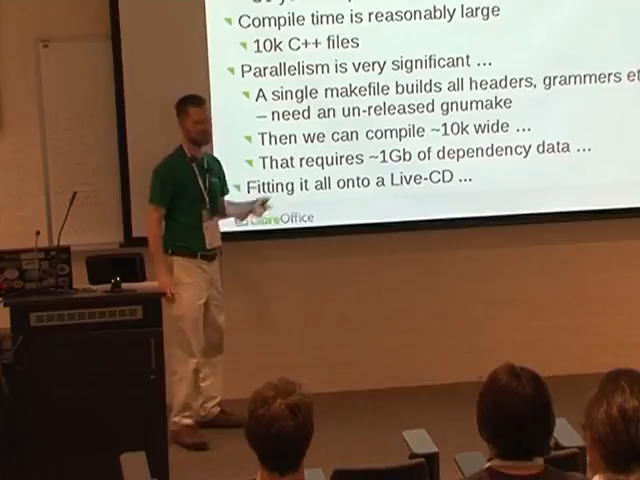 Compile time is reasonably large
10k C++ files
Parallelism is very significant ...
A single makefile builds all headers, grammers et
– need an un-released gnumake
Then we can compile ~10k wide ...
That requires ~1Gb of dependency data ...
Fitting it all onto a Live-CD ...
LibreOffice